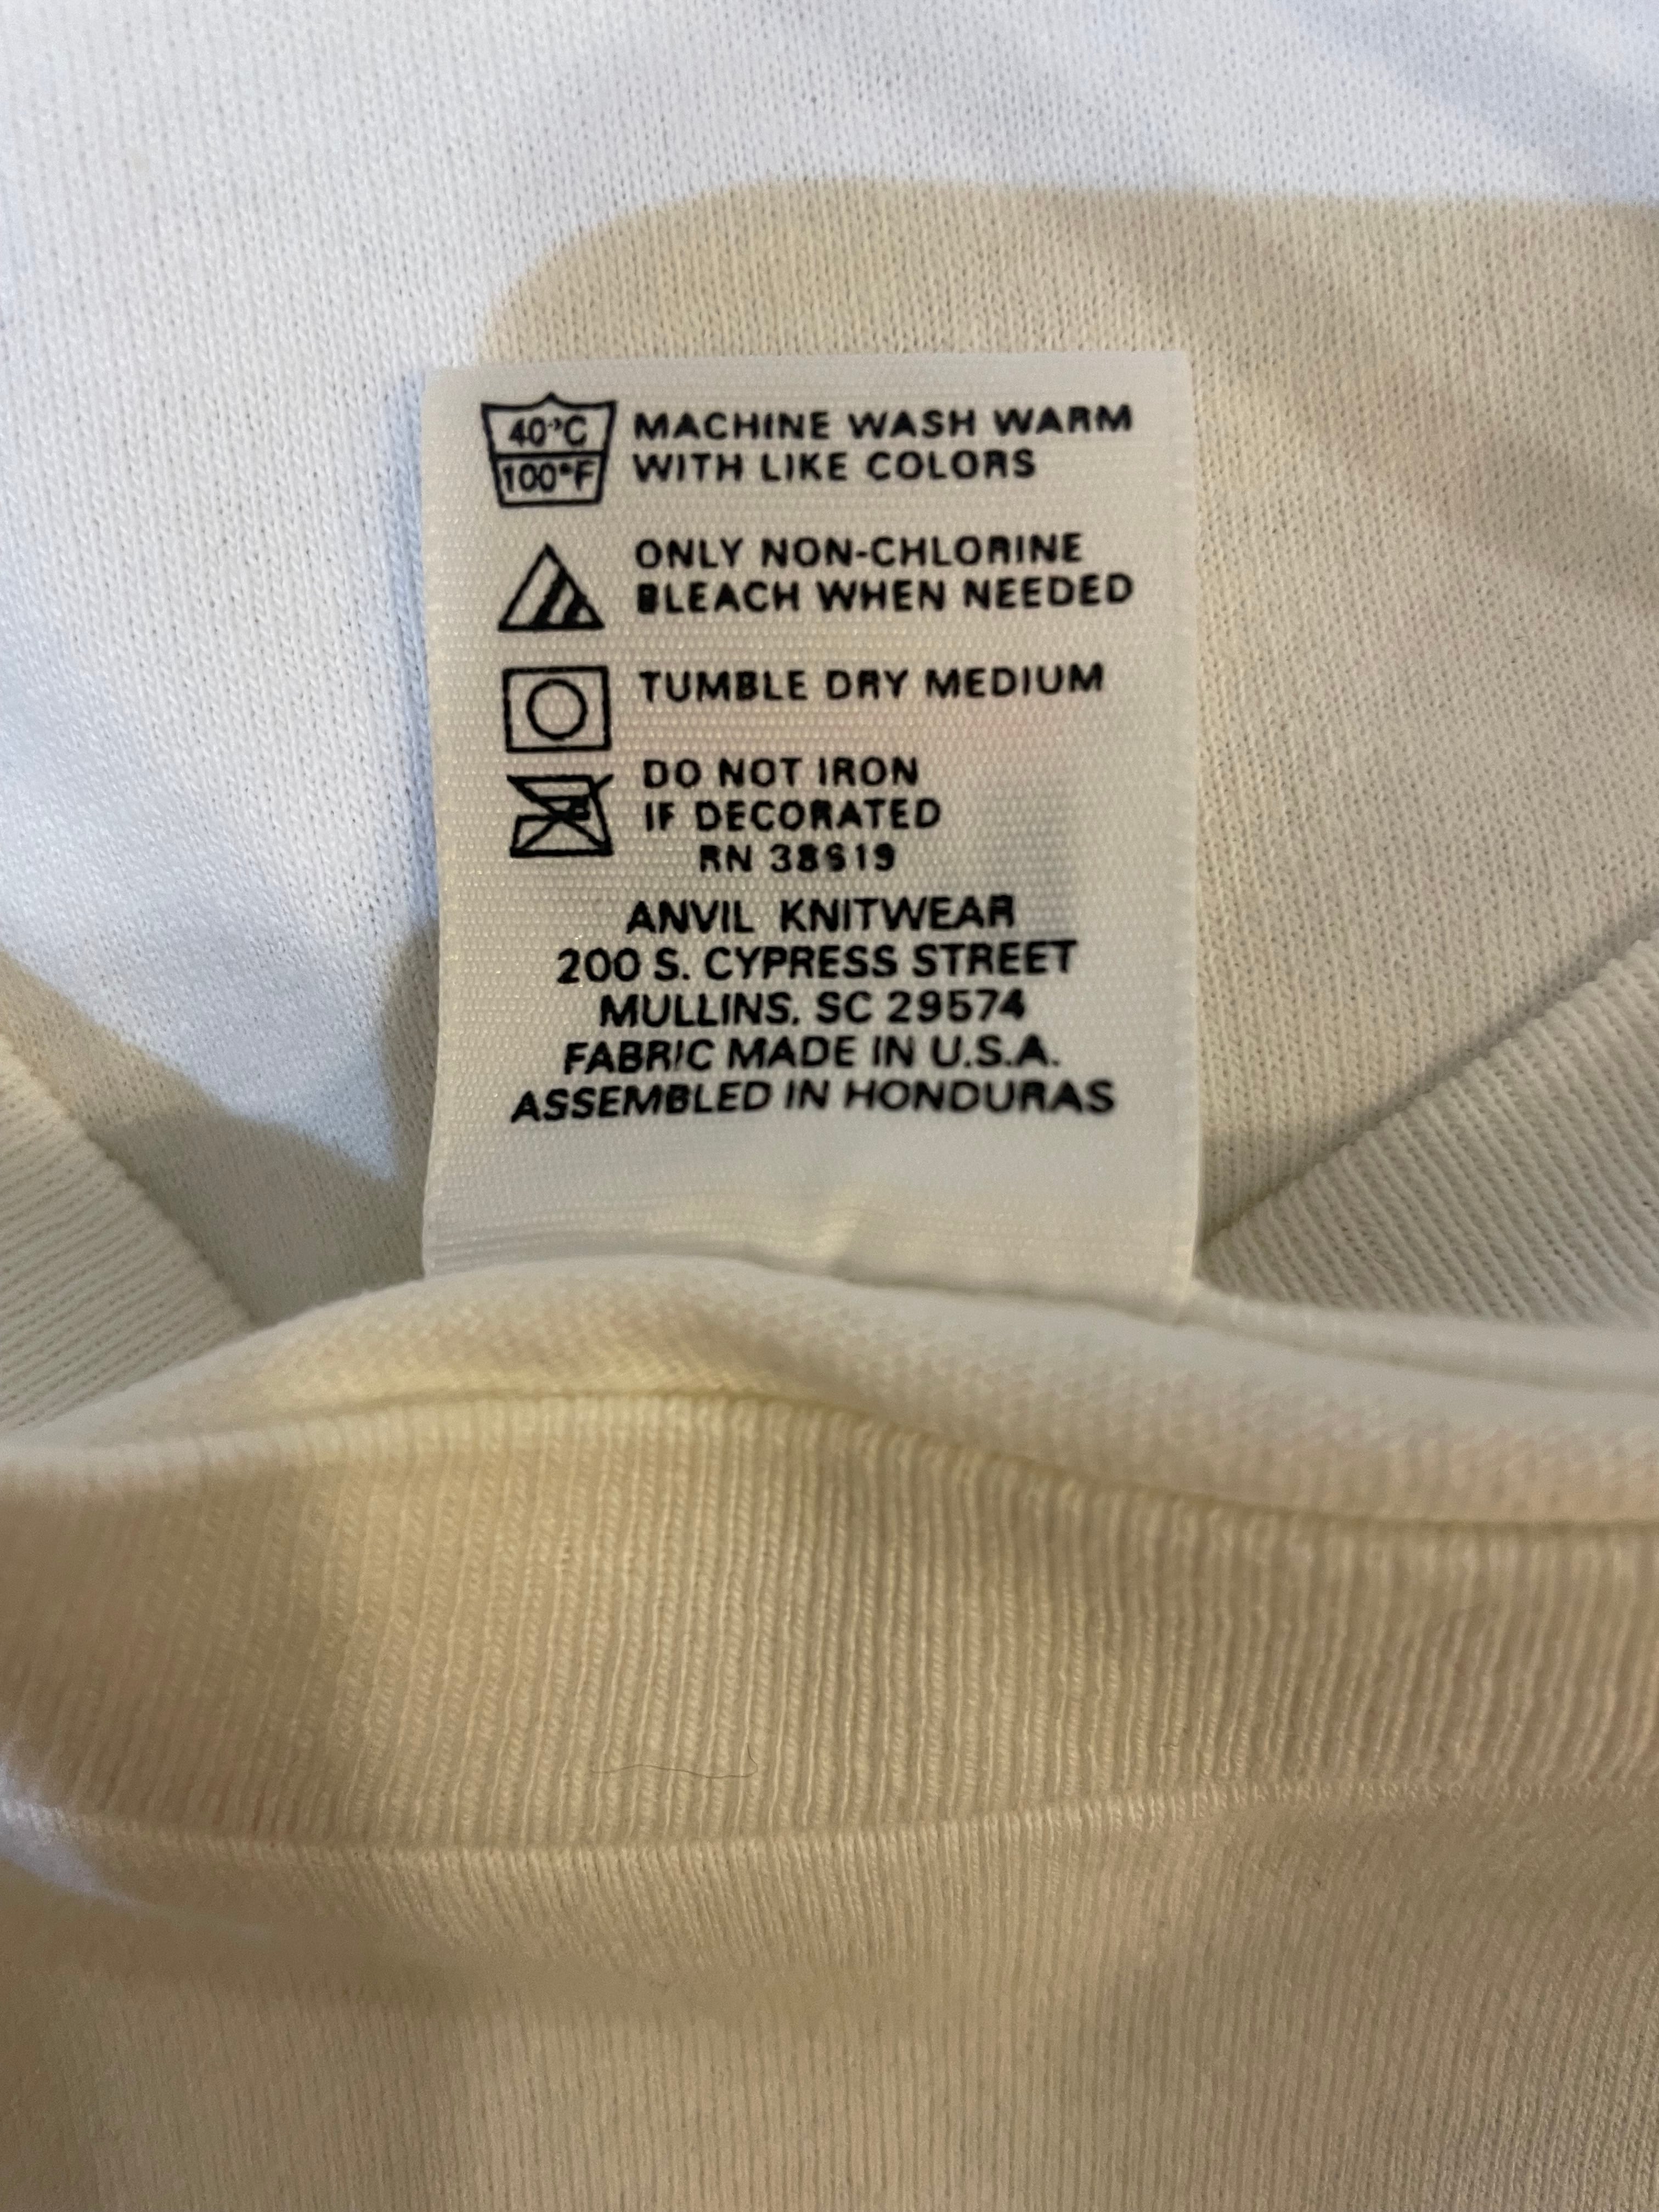 40°C MACHINE WASH WARM
100°F WITH LIKE COLORS
ONLY NON-CHLORINE
BLEACH WHEN NEEDED
TUMBLE DRY MEDIUM
DO NOT IRON
IF DECORATED
RN 38619
ANVIL KNITWEAR
200 S. CYPRESS STREET
MULLINS, SC 29574
FABRIC MADE IN U.S.A.
ASSEMBLED IN HONDURAS